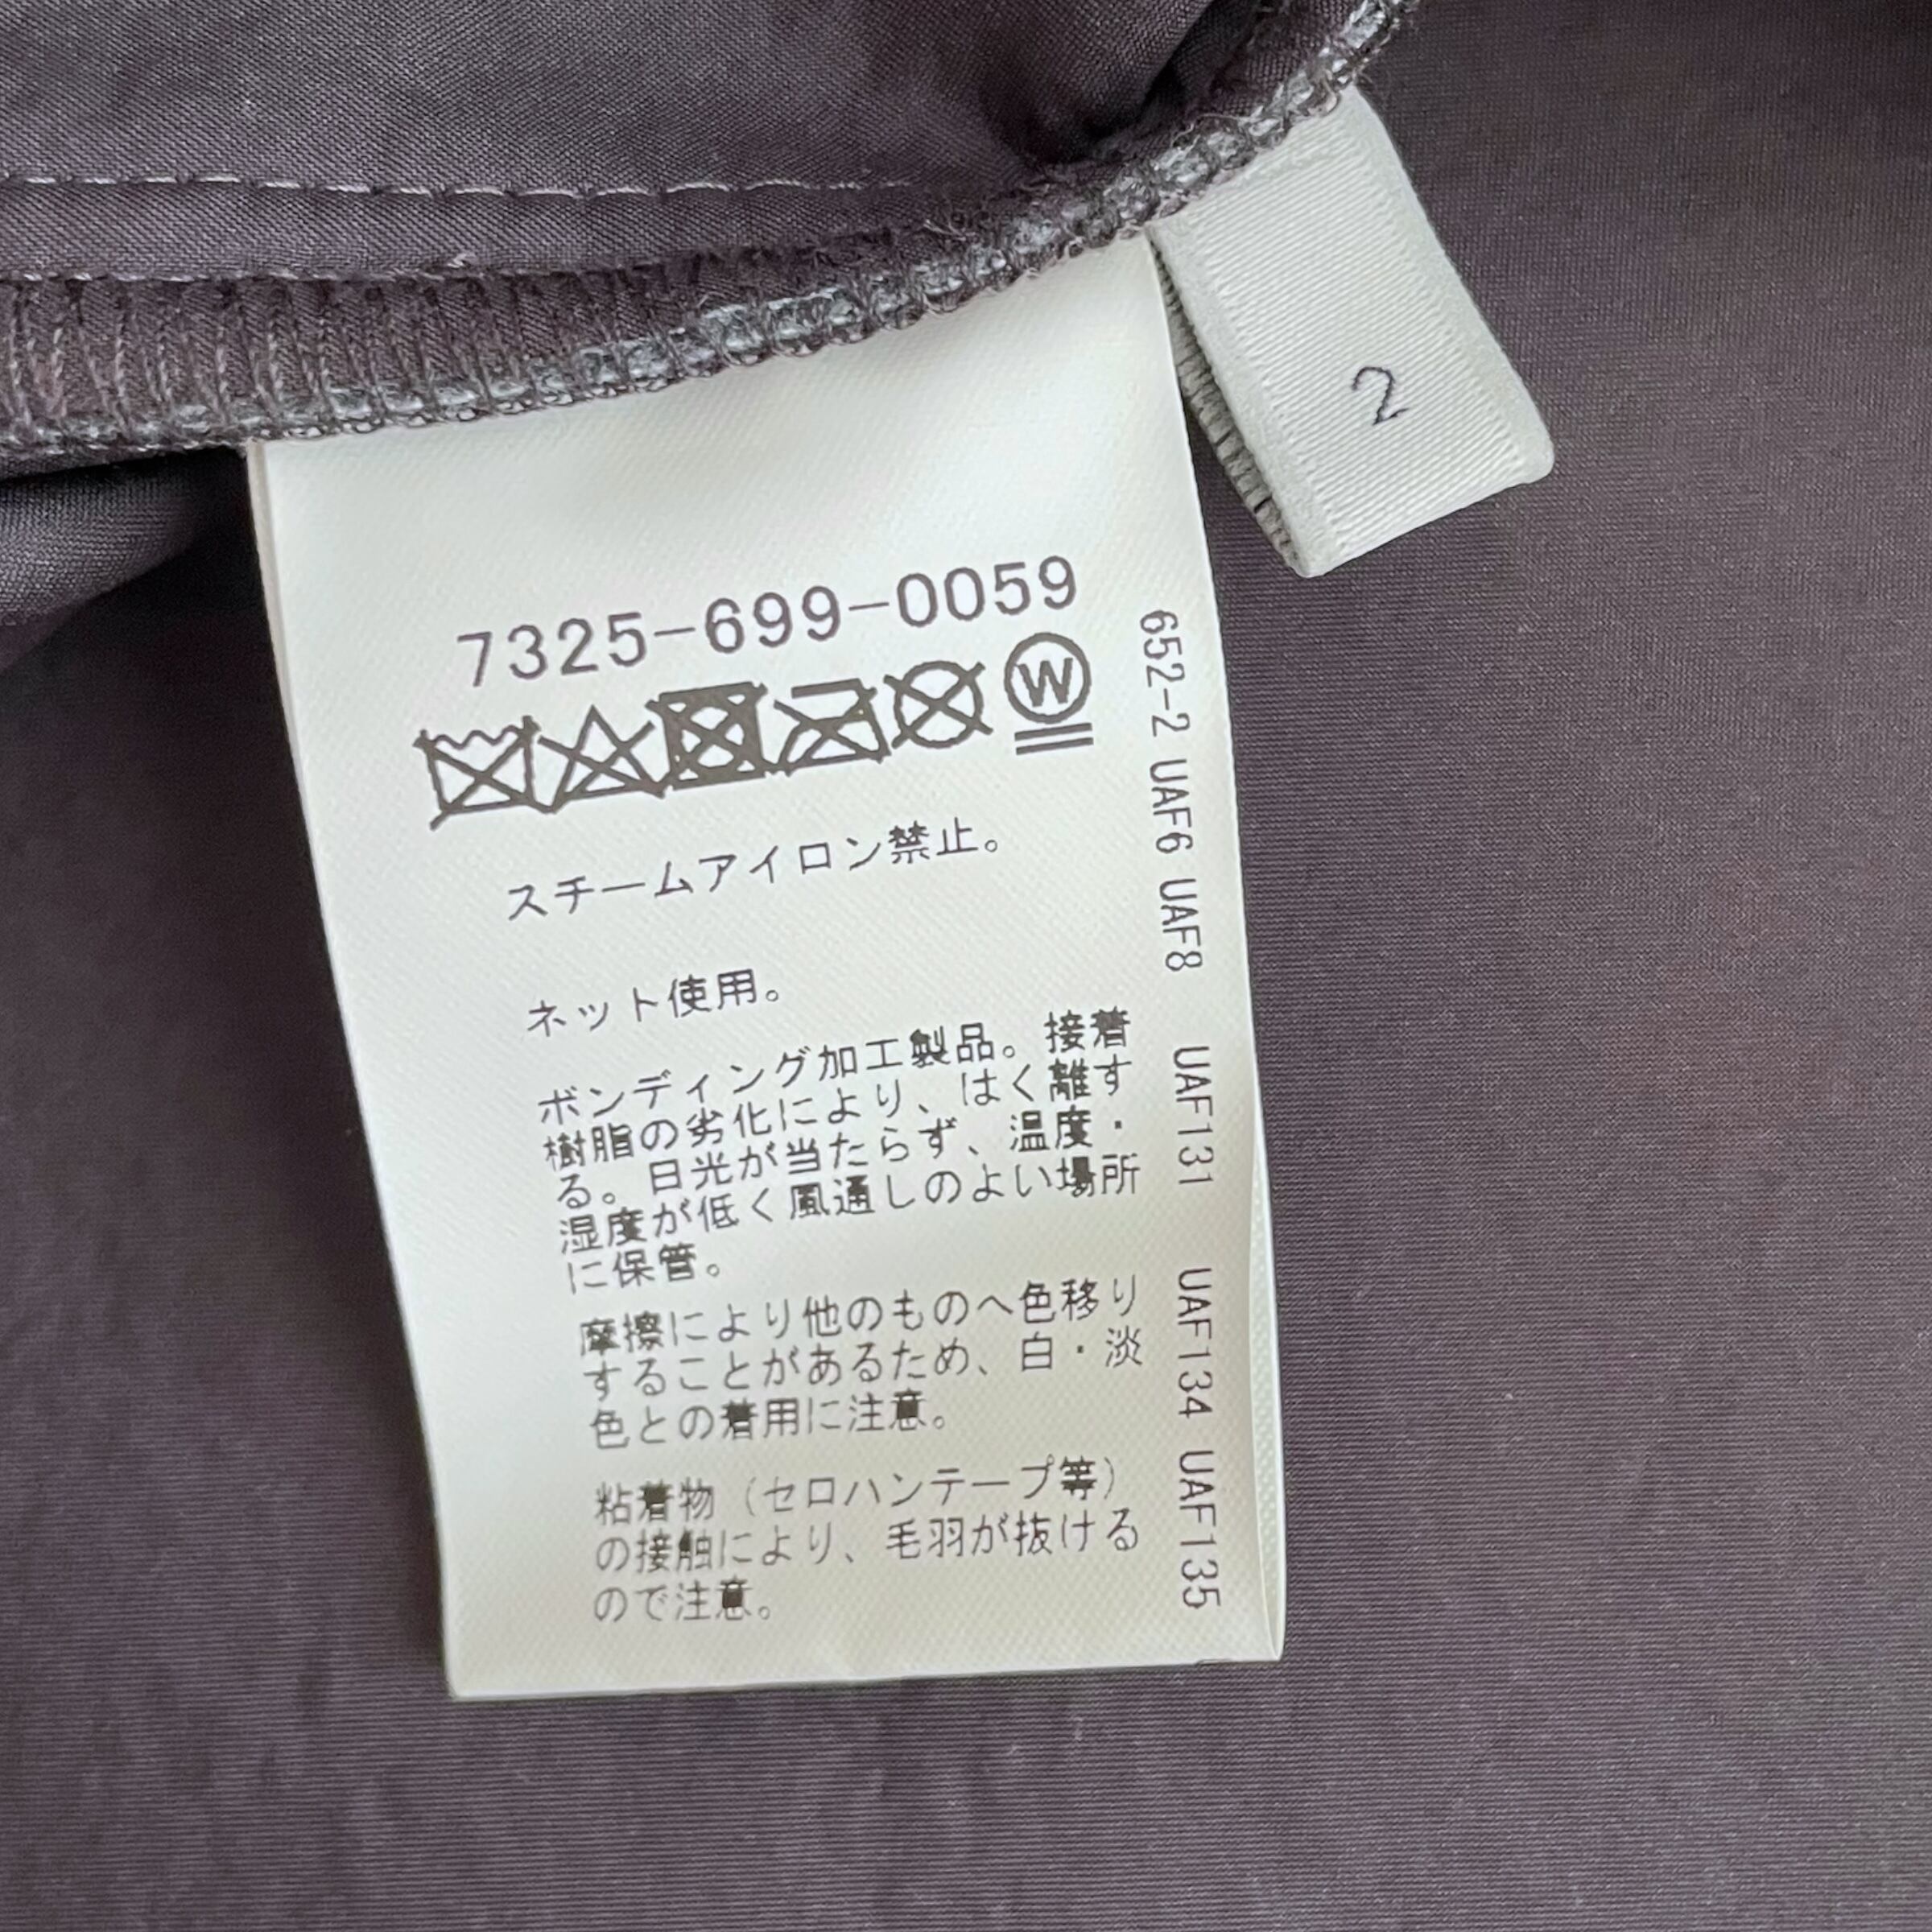 2
7325-699-0059
W
スチームアイロン禁止。
ネット使用。
ボンディング加工製品。接着
樹脂の劣化により、はく離す
る。日光が当たらず、温度・
湿度が低く風通しのよい場所
に保管。
摩擦により他のものへ色移り
することがあるため、白・淡
色との着用に注意。
粘着物（セロハンテープ等）
の接触により、毛羽が抜ける
ので注意。
652-2 UAF6 UAF8 UAF131 UAF134 UAF135